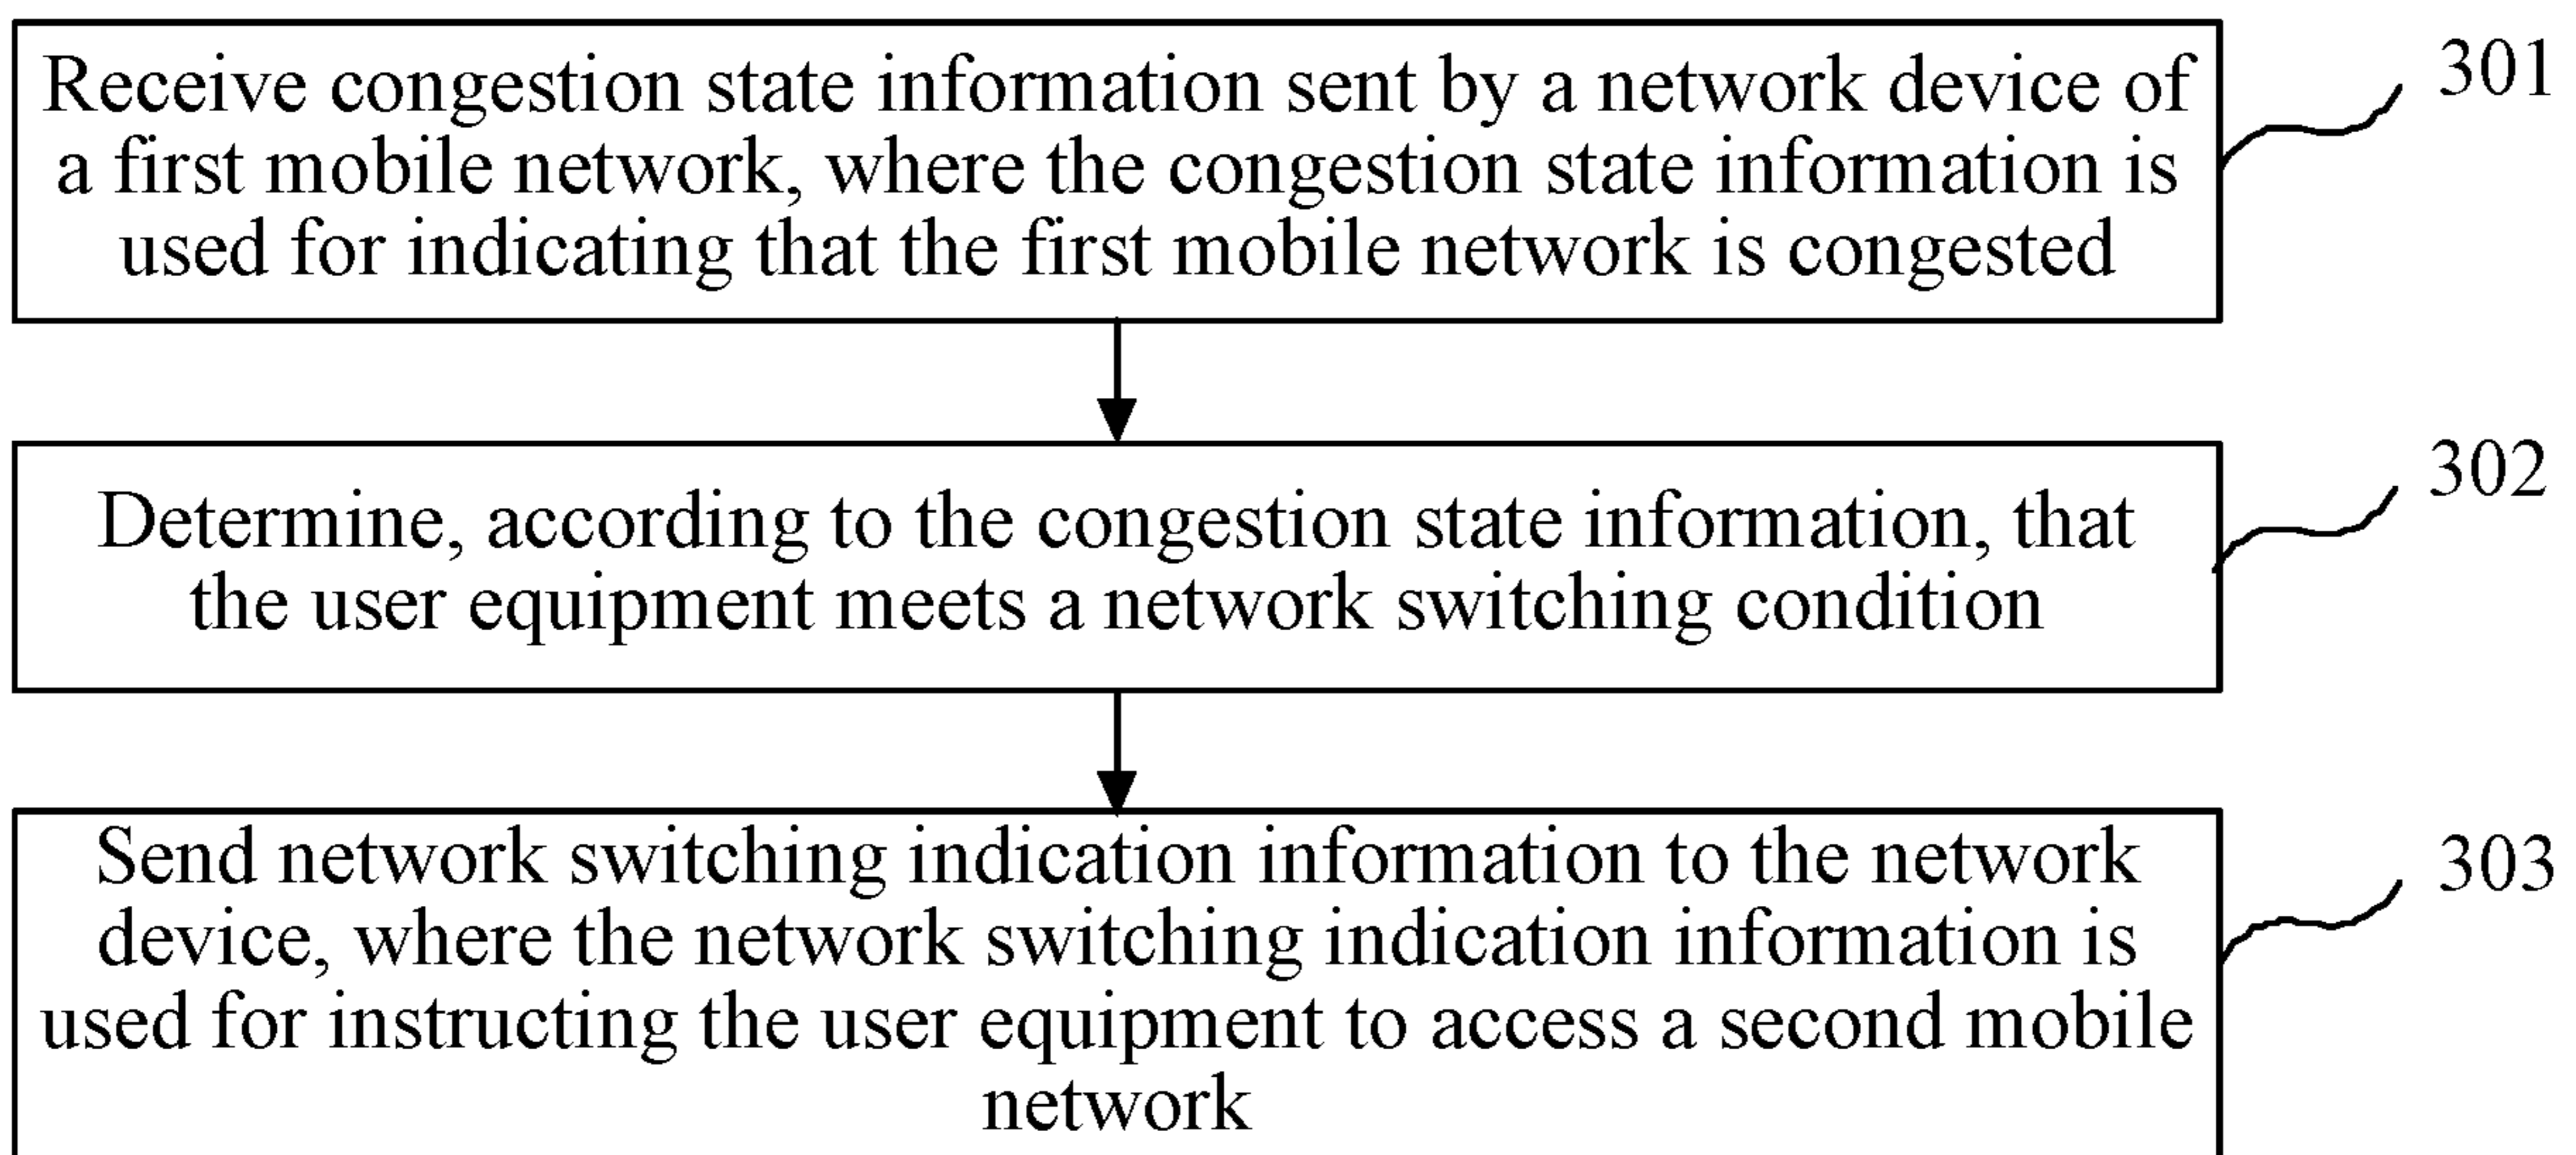 Receive congestion state information sent by a network device of
a first mobile network, where the congestion state information is
used for indicating that the first mobile network is congested
301
Determine, according to the congestion state information, that
the user equipment meets a network switching condition
302
Send network switching indication information to the network
device, where the network switching indication information is
used for instructing the user equipment to access a second mobile
network
303